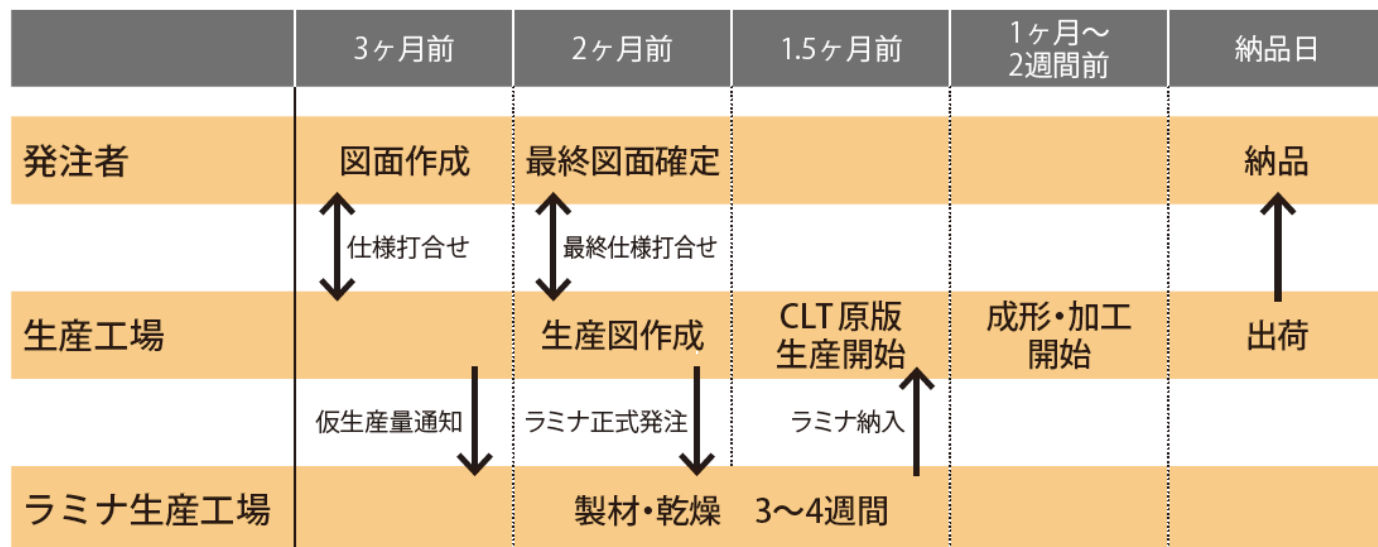 3ヶ月前
2ヶ月前
1.5ヶ月前
1ヶ月〜
2週間前
納品日
発注者
図面作成
最終図面確定
納品
仕様打合せ
最終仕様打合せ
生産工場
生産図作成
CLT原版
生産開始
成形・加工
開始
出荷
仮生産量通知
ラミナ正式発注
ラミナ納入
ラミナ生産工場
製材・乾燥 3〜4週間